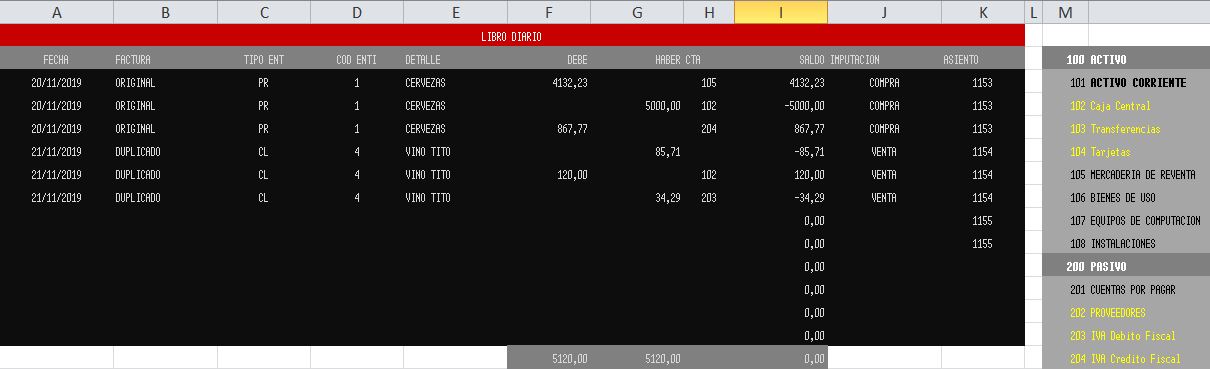 A B C D E F G H I J K L M
LIBRO DIARIO
FECHA FACTURA TIPO ENT COD ENTI DETALLE DEBE HABER CTA SALDO IMPUTACION ASIENTO 100 ACTIVO
20/11/2019 ORIGINAL PR 1 CERVEZAS 4132,23 105 4132,23 COMPRA 1153 101 ACTIVO CORRIENTE
20/11/2019 ORIGINAL PR 1 CERVEZAS 5000,00 102 -5000,00 COMPRA 1153 102 Caja Central
20/11/2019 ORIGINAL PR 1 CERVEZAS 867,77 204 867,77 COMPRA 1153 103 Transferencias
21/11/2019 DUPLICADO CL 4 VINO TITO 85,71 -85,71 VENTA 1154 104 Tarjetas
21/11/2019 DUPLICADO CL 4 VINO TITO 120,00 102 120,00 VENTA 1154 105 MERCADERIA DE REVENTA
21/11/2019 DUPLICADO CL 4 VINO TITO 34,29 203 -34,29 VENTA 1154 106 BIENES DE USO
0,00 1155 107 EQUIPOS DE COMPUTACION
0,00 1155 108 INSTALACIONES
0,00 200 PASIVO
0,00 201 CUENTAS POR PAGAR
0,00 202 PROVEEDORES
0,00 203 IVA Debito Fiscal
5120,00 5120,00 0,00 204 IVA Credito Fiscal